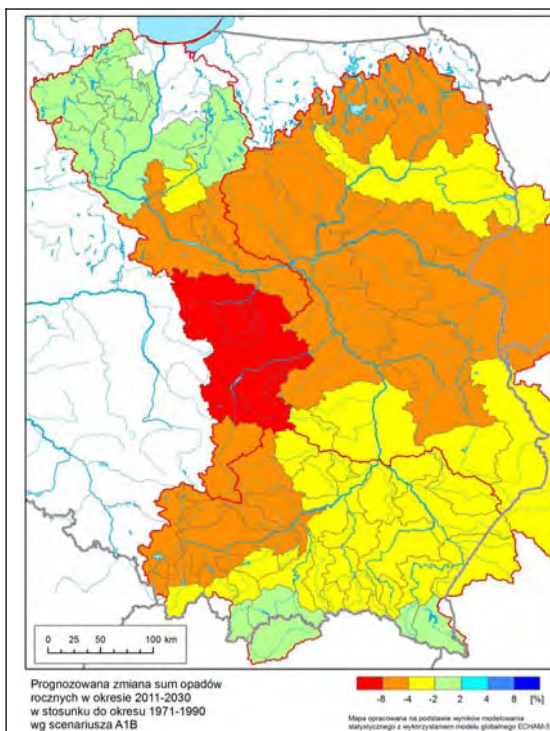 0 25 50 100 km
Prognozowana zmiana sum opadów
rocznych w okresie 2011-2030
w stosunku do okresu 1971-1990
wg scenariusza A1B
-8 -4 -2 2 4 8 [%]
Mapa opracowana na podstawie wyników modelowania
statystycznego z wykorzystaniem modelu globalnego ECHAM-5